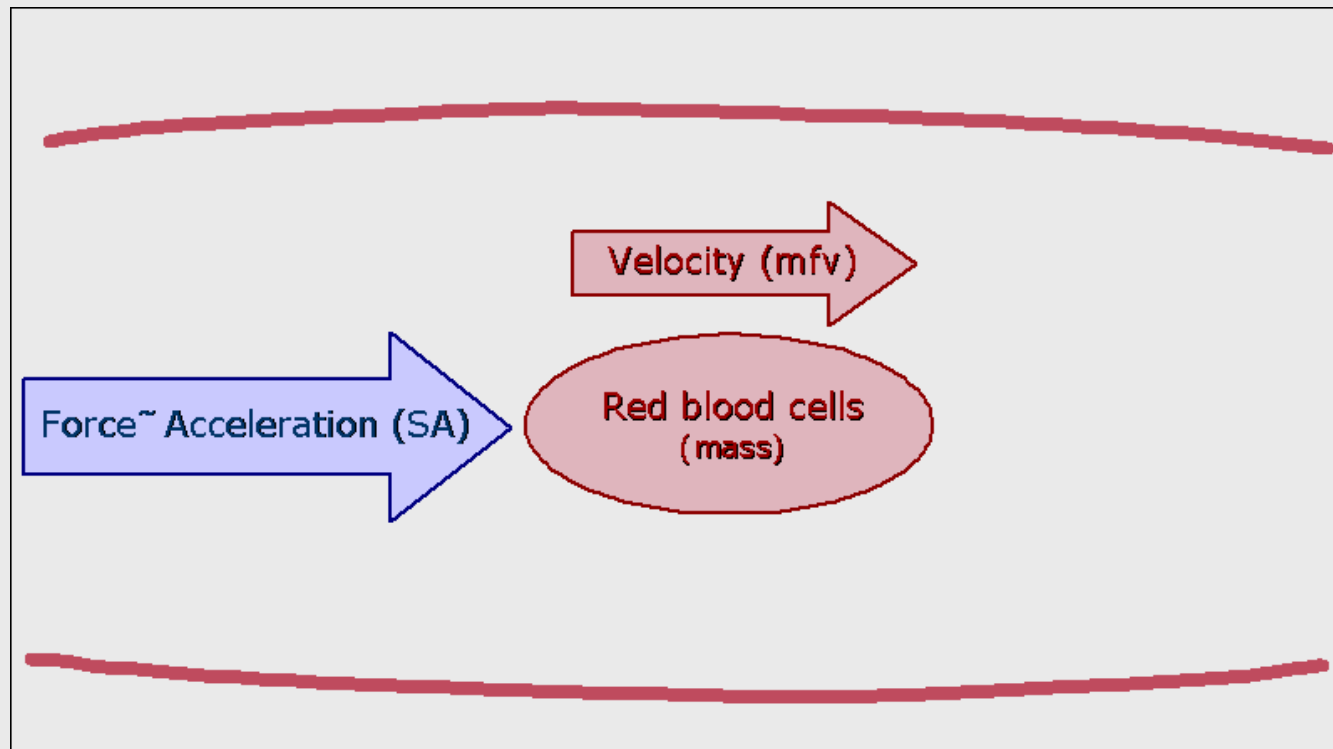 Velocity (mfv)
Force~ Acceleration (SA)
Red blood cells
(mass)